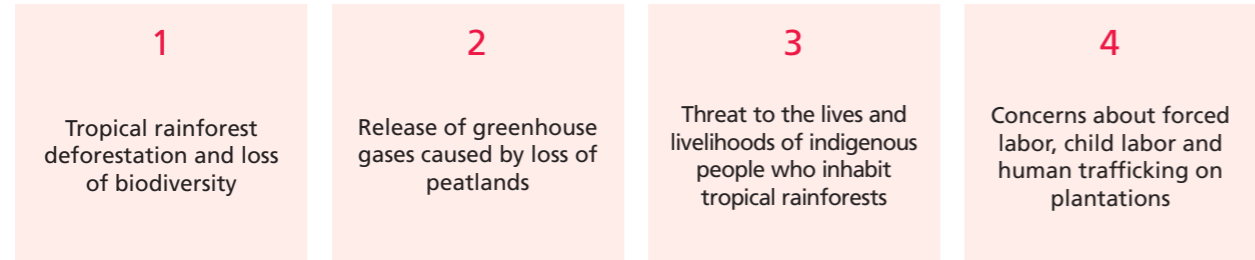 1
Tropical rainforest
deforestation and loss
of biodiversity
2
Release of greenhouse
gases caused by loss of
peatlands
3
Threat to the lives and
livelihoods of indigenous
people who inhabit
tropical rainforests
4
Concerns about forced
labor, child labor and
human trafficking on
plantations